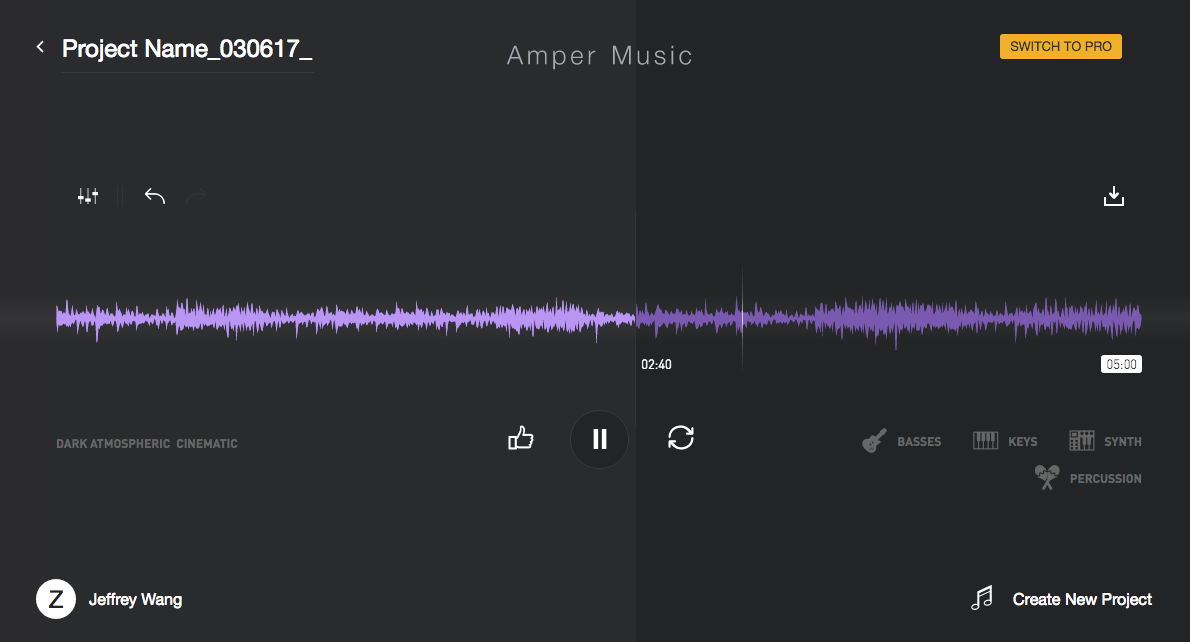 Project Name_030617_
Amper Music
SWITCH TO PRO
02:40
05:00
DARK ATMOSPHERIC CINEMATIC
BASSES
KEYS
SYNTH
PERCUSSION
Z
Jeffrey Wang
Create New Project